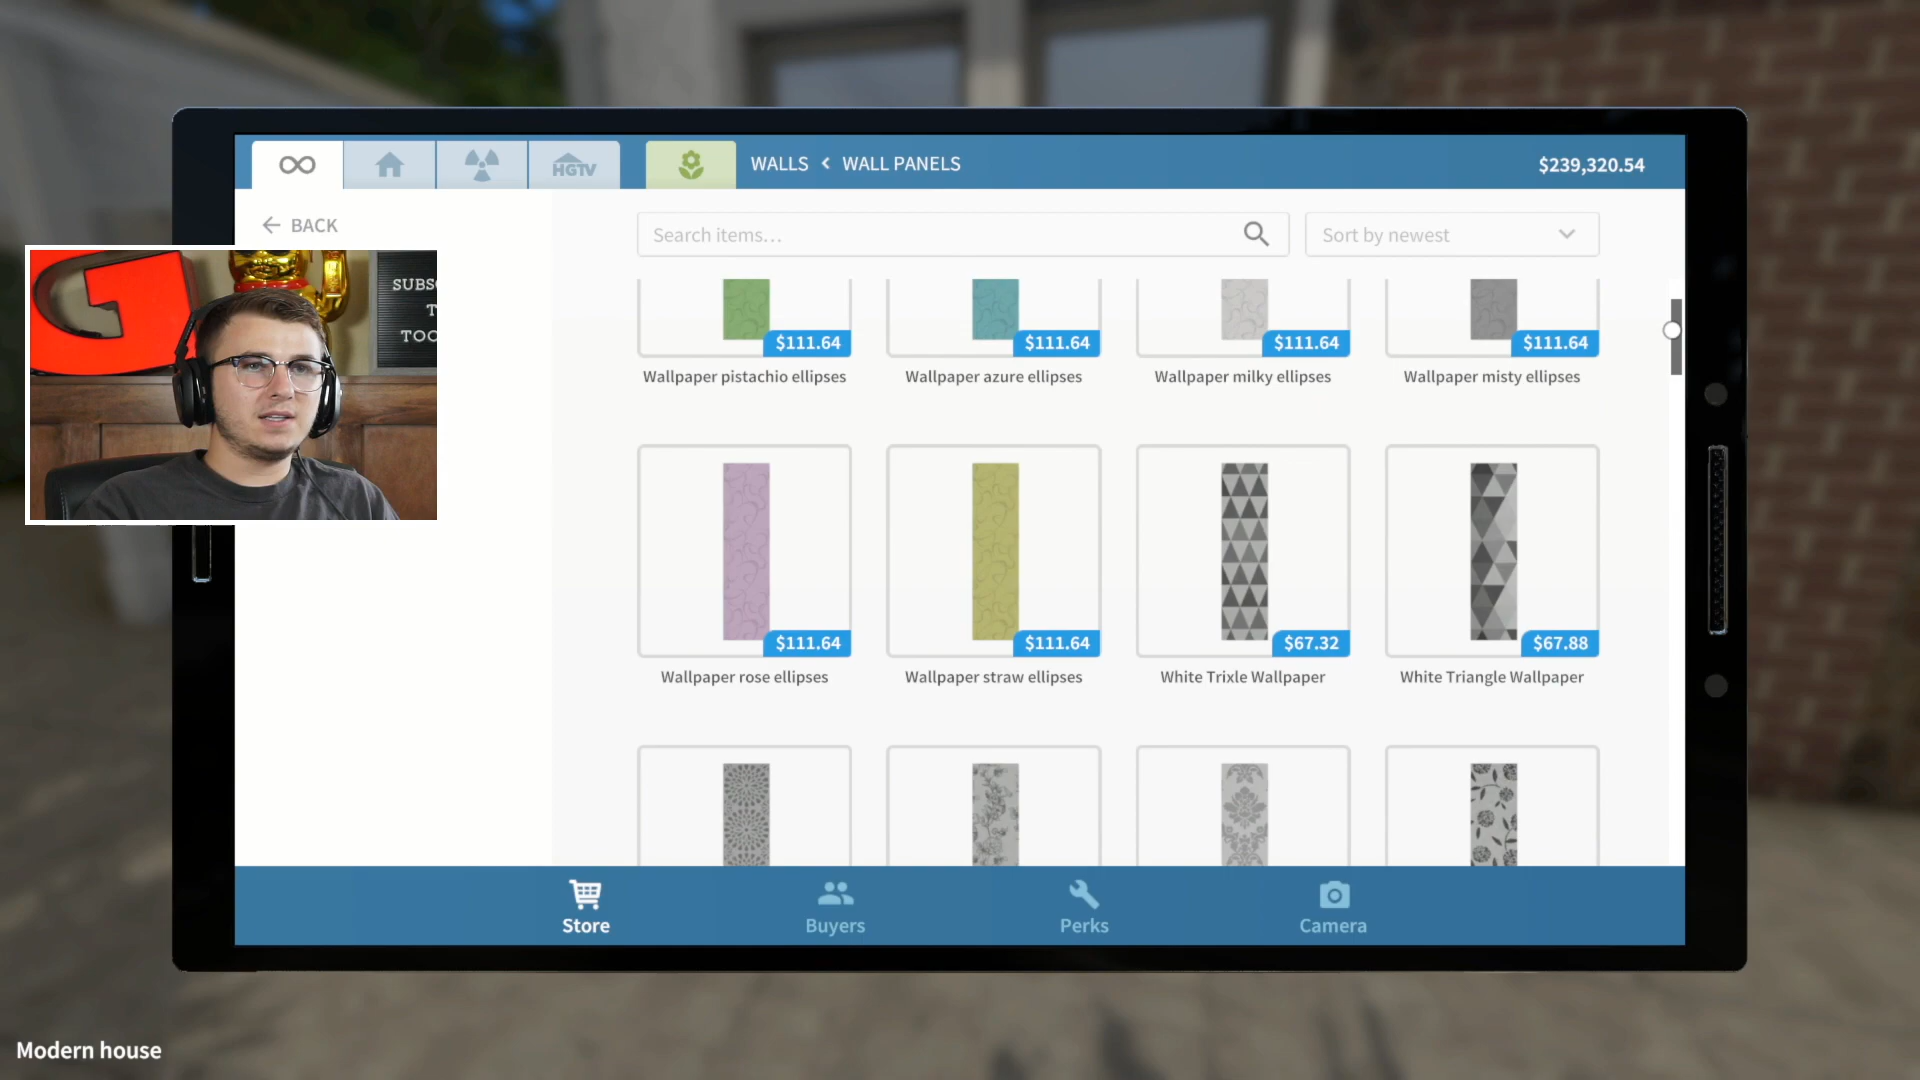 HGTV
WALLS < WALL PANELS
$239,320.54
← BACK
Search items...
Sort by newest
$111.64
$111.64
$111.64
$111.64
Wallpaper pistachio ellipses
Wallpaper azure ellipses
Wallpaper milky ellipses
Wallpaper misty ellipses
G
SUBS
T
TOO
$111.64
$111.64
$67.32
$67.88
Wallpaper rose ellipses
Wallpaper straw ellipses
White Trixle Wallpaper
White Triangle Wallpaper
Store
Buyers
Perks
Camera
Modern house